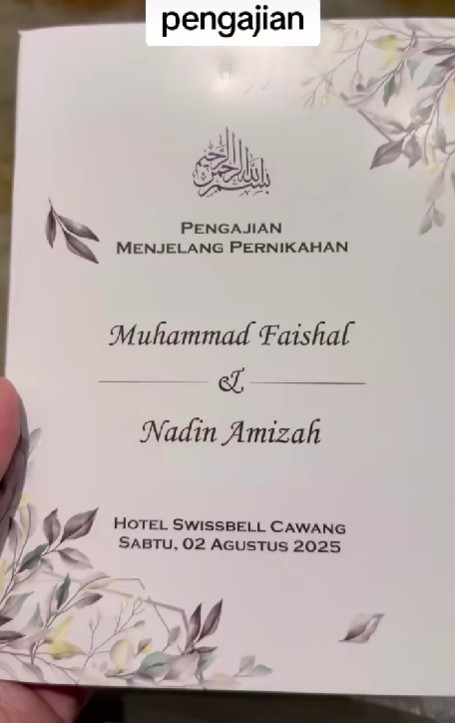 pengajian
بسم الله الرحمن الرحيم
PENGAJIAN
MENJELANG PERNIKAHAN
Muhammad Faishal
&
Nadin Amizah
HOTEL SWISSBELL CAWANG
SABTU, 02 AGUSTUS 2025